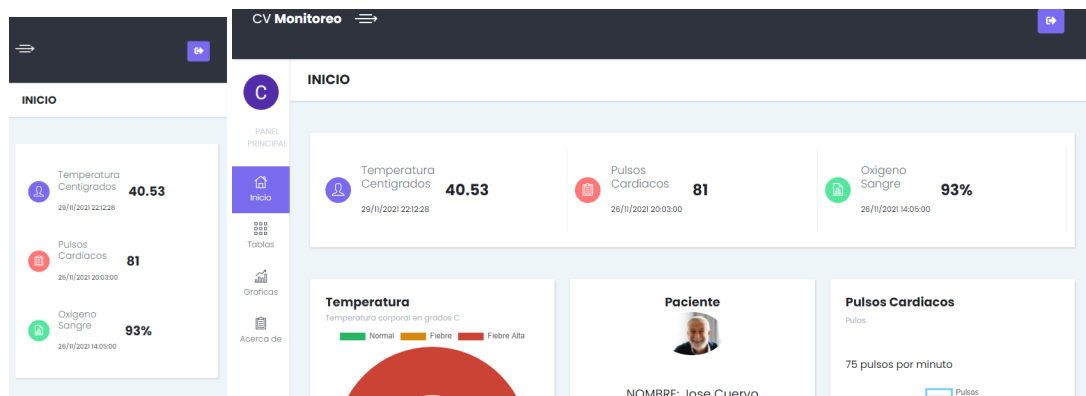 INICIO
Temperatura
Centigrados 40.53
29/11/2021 22:12:28
Pulsos
Cardiacos 81
26/11/2021 20:03:00
Oxigeno
Sangre 93%
26/11/2021 14:05:00
CV Monitoreo
C
PANEL
PRINCIPAL
Inicio
Tablas
Graficas
Acerca de
INICIO
Temperatura
Centigrados 40.53
29/11/2021 22:12:28
Pulsos
Cardiacos 81
26/11/2021 20:03:00
Oxigeno
Sangre 93%
26/11/2021 14:05:00
Temperatura
Temperatura corporal en grados C
Normal Fiebre Fiebre Alta
Paciente
NOMBRE: Jose Cuervo
Pulsos Cardiacos
Pulos.
75 pulsos por minuto
Pulsos